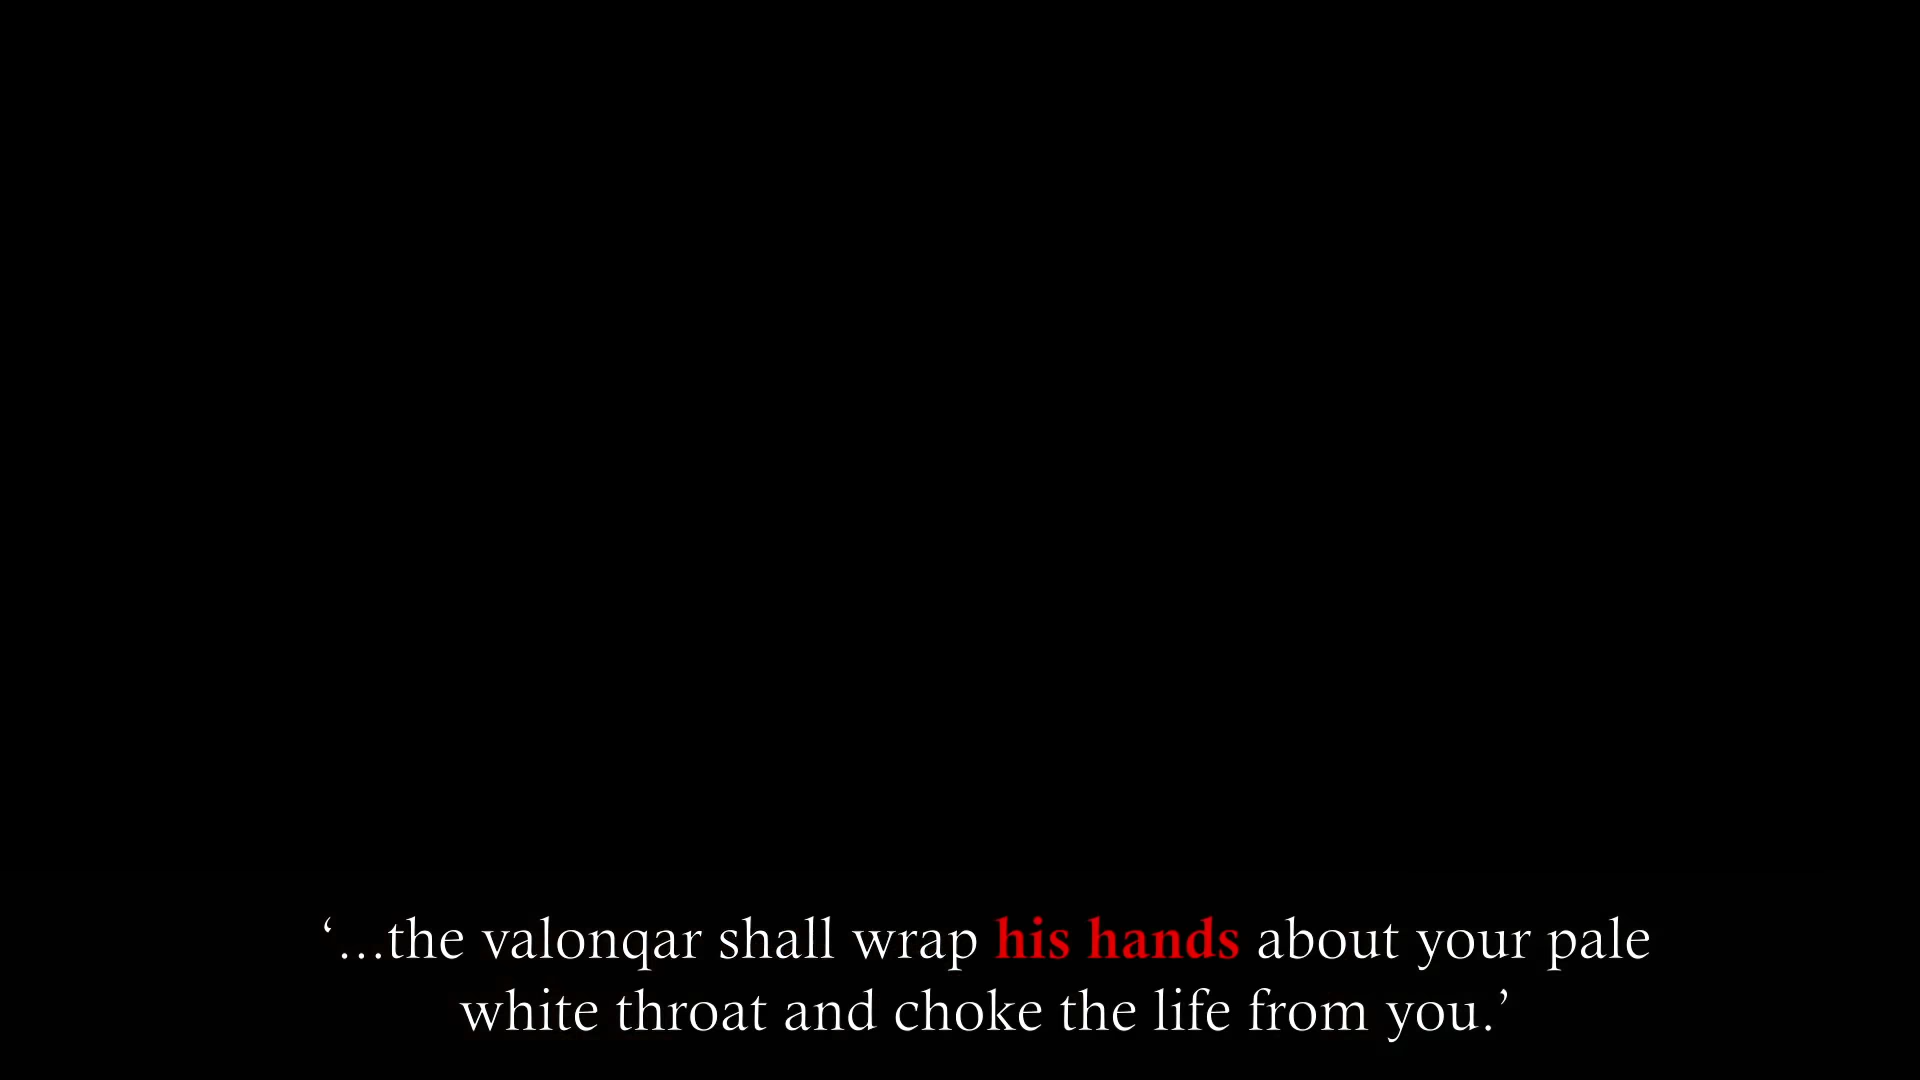 ‘...the valonqar shall wrap his hands about your pale
white throat and choke the life from you.’